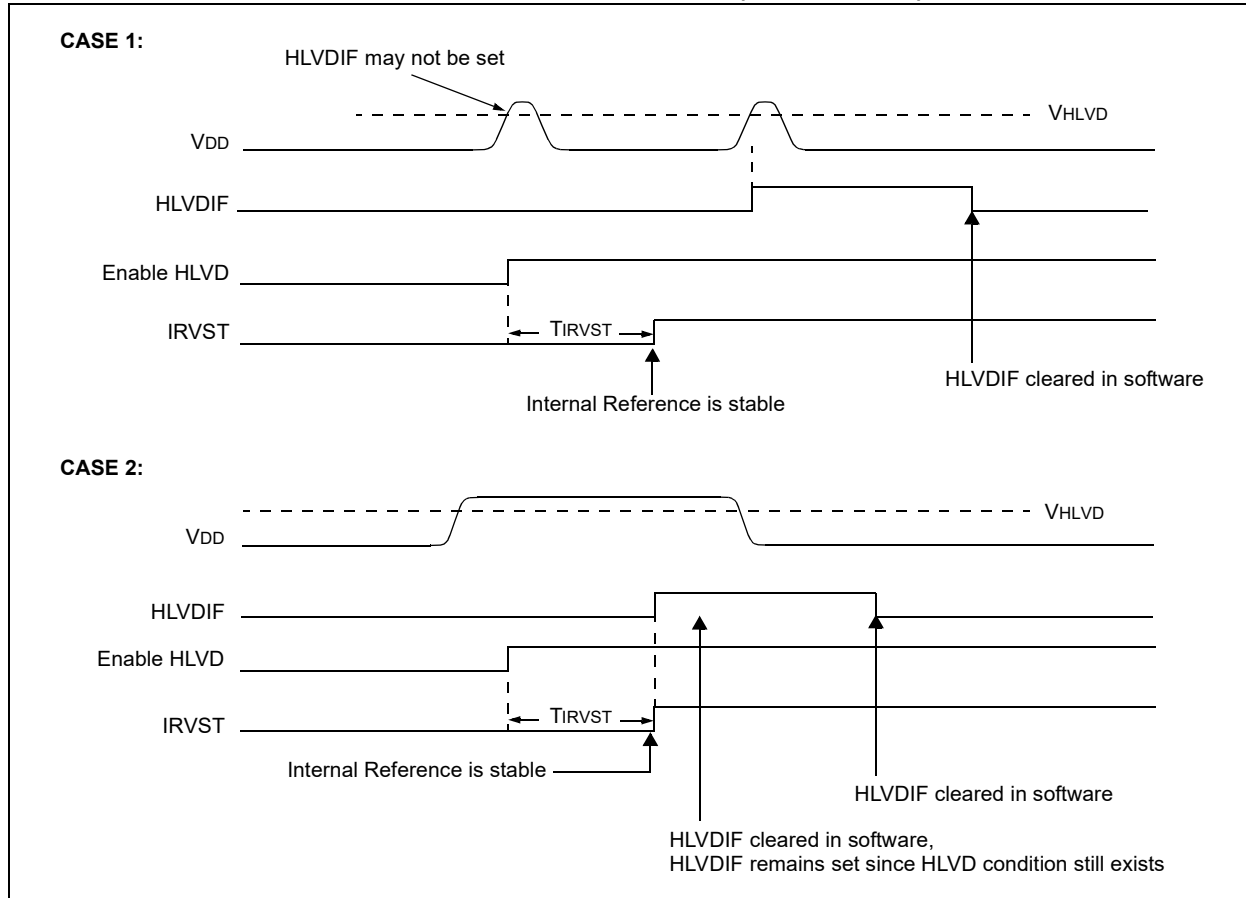 CASE 1:
HLVDIF may not be set
VHLVD
VDD
HLVDIF
Enable HLVD
TIRVST
IRVST
HLVDIF cleared in software
Internal Reference is stable
CASE 2:
VHLVD
VDD
HLVDIF
Enable HLVD
TIRVST
IRVST
Internal Reference is stable
HLVDIF cleared in software
HLVDIF cleared in software,
HLVDIF remains set since HLVD condition still exists